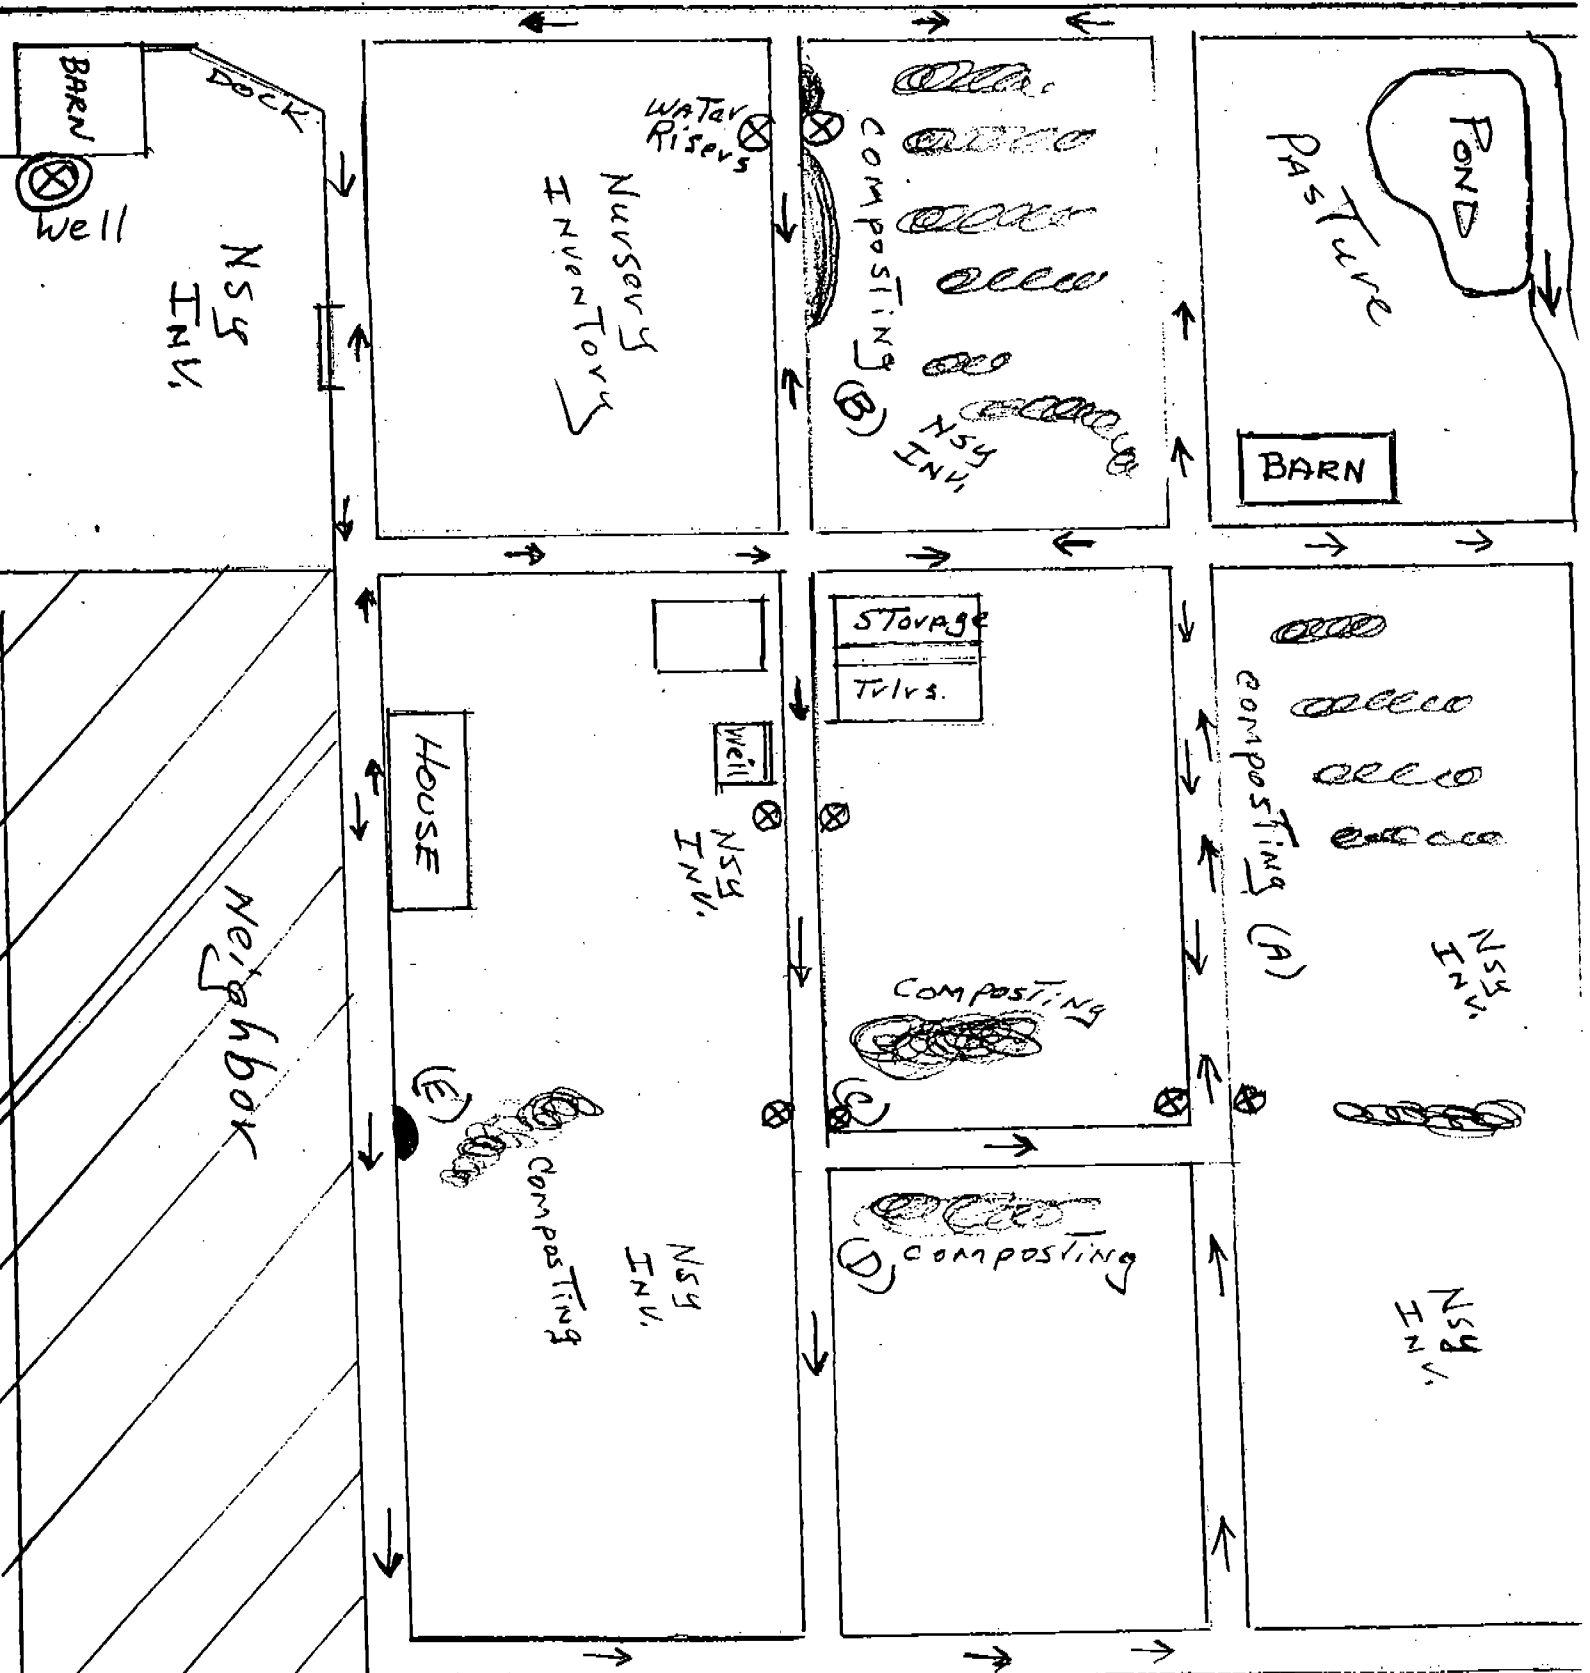 BARN
DOCK
Well
NSY
INV.
WATer
Risers
Nursery
INvenTory
COMPOSTing
(B)
NSY
INV.
PASTure
POND
BARN
STorage
Trlrs.
HOUSE
Well
NSY
INV.
COMPOSTiNg
(C)
composTing (A)
NSY
INV.
Neighbor
(E)
ComposTing
NSY
INV.
(D) composTiNg
NSY
INV.